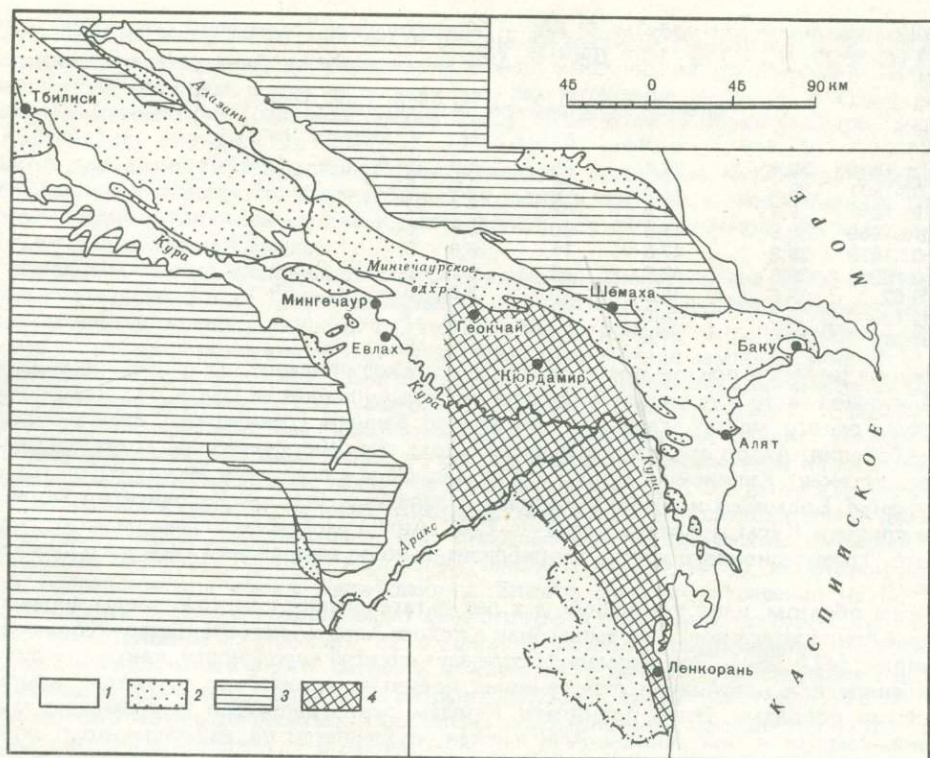 45 0 45 90 км
Тбилиси
Алазани
Кура
Мингечаурское
вдхр.
Мингечаур
Шемаха
Геокчай
Евлах
Баку
Кюрдамир
Кура
Алят
Кура
Аракс
Ленкорань
КАСПИЙСКОЕ МОРЕ
1 2 3 4